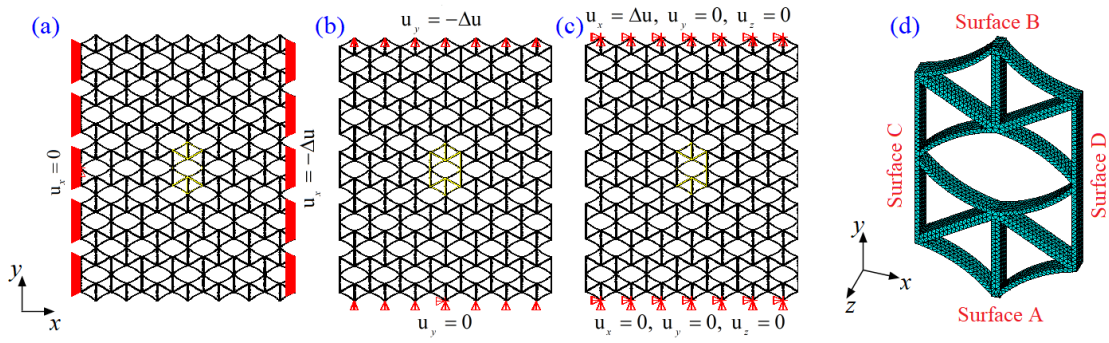 (a)
u_x = 0
u_x = -Δu
y
x
(b)
u_y = -Δu
u_y = 0
(c)
u_x = Δu, u_y = 0, u_z = 0
u_x = 0, u_y = 0, u_z = 0
(d)
Surface B
Surface C
Surface D
Surface A
y
x
z